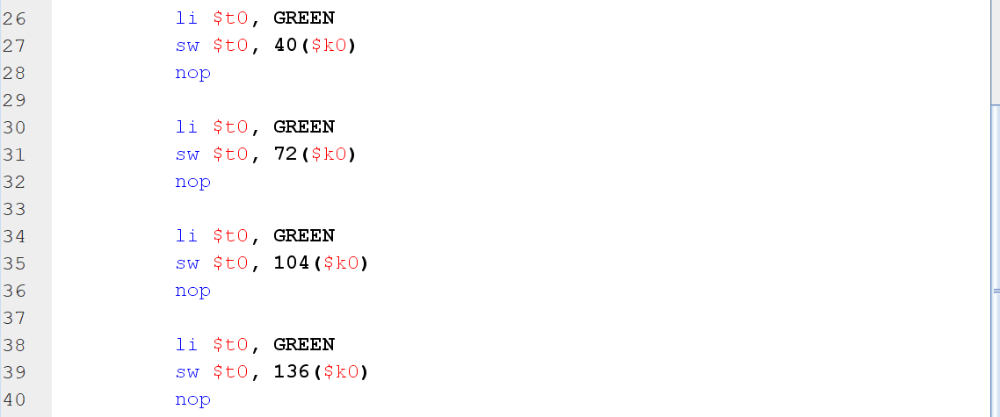 26 li $t0, GREEN
27 sw $t0, 40($k0)
28 nop
29
30 li $t0, GREEN
31 sw $t0, 72($k0)
32 nop
33
34 li $t0, GREEN
35 sw $t0, 104($k0)
36 nop
37
38 li $t0, GREEN
39 sw $t0, 136($k0)
40 nop